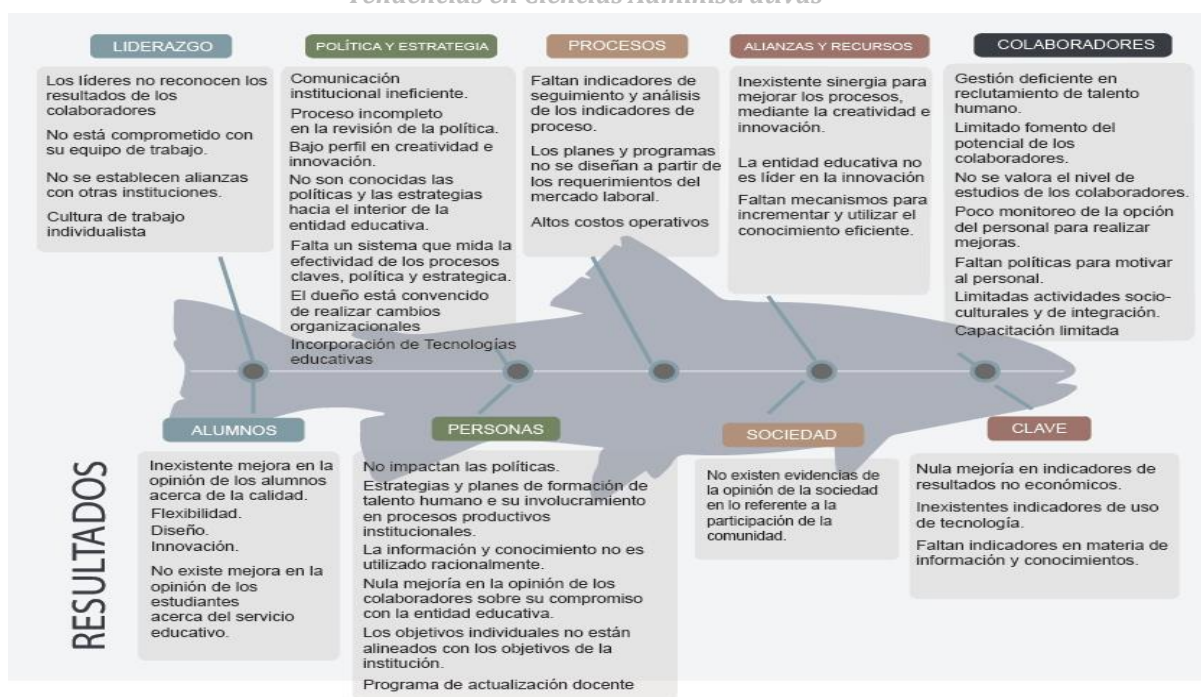 Tendencias en Ciencias Administrativas
LIDERAZGO
Los líderes no reconocen los
resultados de los
colaboradores
No está comprometido con
su equipo de trabajo.
No se establecen alianzas
con otras instituciones.
Cultura de trabajo
individualista
POLÍTICA Y ESTRATEGIA
Comunicación
institucional ineficiente.
Proceso incompleto
en la revisión de la política.
Bajo perfil en creatividad e
innovación.
No son conocidas las
políticas y las estrategias
hacia el interior de la
entidad educativa.
Falta un sistema que mida la
efectividad de los procesos
claves, política y estrategica.
El dueño está convencido
de realizar cambios
organizacionales
Incorporación de Tecnologías
educativas
PROCESOS
Faltan indicadores de
seguimiento y análisis
de los indicadores de
proceso.
Los planes y programas
no se diseñan a partir de
los requerimientos del
mercado laboral.
Altos costos operativos
ALIANZAS Y RECURSOS
Inexistente sinergia para
mejorar los procesos,
mediante la creatividad e
innovación.
La entidad educativa no
es líder en la innovación
Faltan mecanismos para
incrementar y utilizar el
conocimiento eficiente.
COLABORADORES
Gestión deficiente en
reclutamiento de talento
humano.
Limitado fomento del
potencial de los
colaboradores.
No se valora el nivel de
estudios de los colaboradores.
Poco monitoreo de la opción
del personal para realizar
mejoras.
Faltan políticas para motivar
al personal.
Limitadas actividades socio-
culturales y de integración.
Capacitación limitada
RESULTADOS
ALUMNOS
Inexistente mejora en la
opinión de los alumnos
acerca de la calidad.
Flexibilidad.
Diseño.
Innovación.
No existe mejora en la
opinión de los
estudiantes
acerca del servicio
educativo.
PERSONAS
No impactan las políticas.
Estrategias y planes de formación de
talento humano e su involucramiento
en procesos productivos
institucionales.
La información y conocimiento no es
utilizado racionalmente.
Nula mejoría en la opinión de los
colaboradores sobre su compromiso
con la entidad educativa.
Los objetivos individuales no están
alineados con los objetivos de la
institución.
Programa de actualización docente
SOCIEDAD
No existen evidencias de
la opinión de la sociedad
en lo referente a la
participación de la
comunidad.
CLAVE
Nula mejoría en indicadores de
resultados no económicos.
Inexistentes indicadores de uso
de tecnología.
Faltan indicadores en materia de
información y conocimientos.